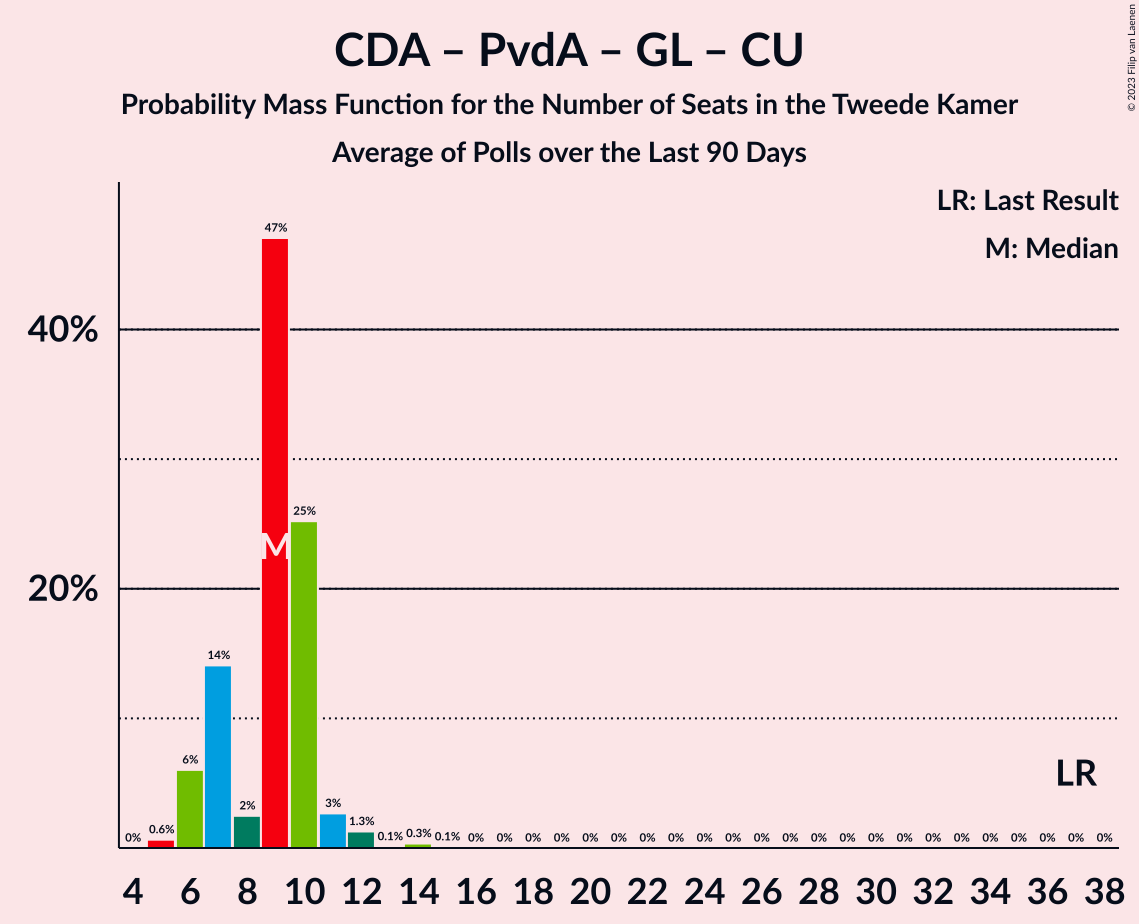 CDA – PvdA – GL – CU
Probability Mass Function for the Number of Seats in the Tweede Kamer
Average of Polls over the Last 90 Days
© 2023 Filip van Laenen
LR: Last Result
M: Median
40%
20%
0% 0.6% 6% 14% 2% 47% 25% 3% 1.3% 0.1% 0.3% 0.1% 0% 0% 0% 0% 0% 0% 0% 0% 0% 0% 0% 0% 0% 0% 0% 0% 0% 0% 0% 0% 0% 0% 0%
M
LR
4 6 8 10 12 14 16 18 20 22 24 26 28 30 32 34 36 38